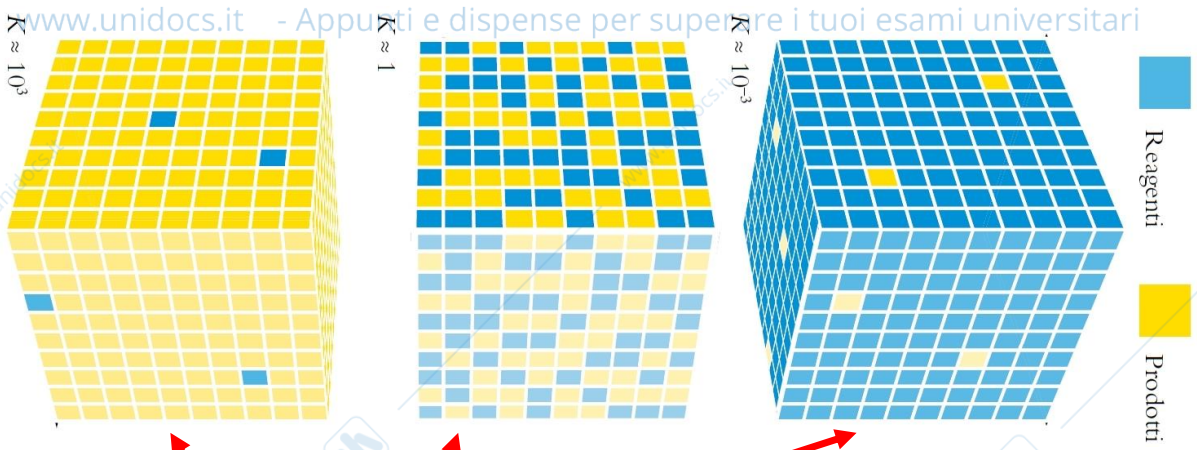 www.unidocs.it - Appunti e dispense per superare i tuoi esami universitari
Reagenti
Prodotti
K ≈ 10⁻³
K ≈ 1
K ≈ 10³